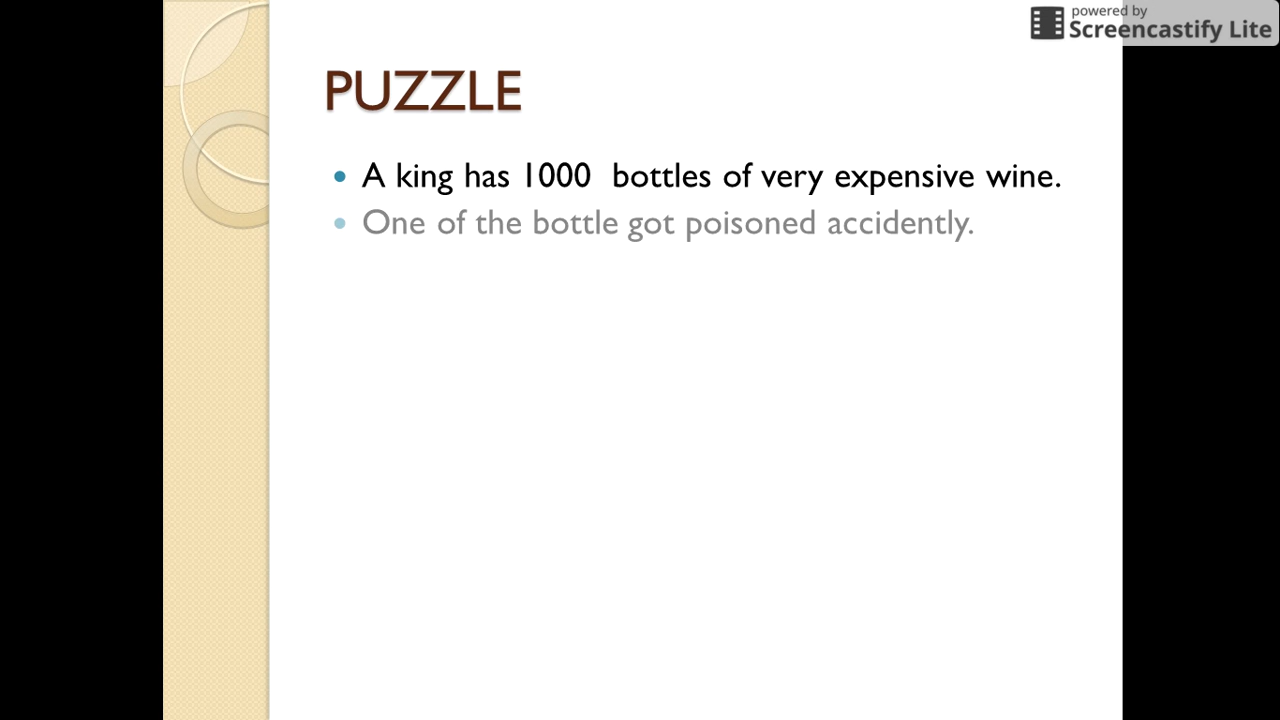 powered by
Screencastify Lite
PUZZLE
• A king has 1000 bottles of very expensive wine.
• One of the bottle got poisoned accidently.